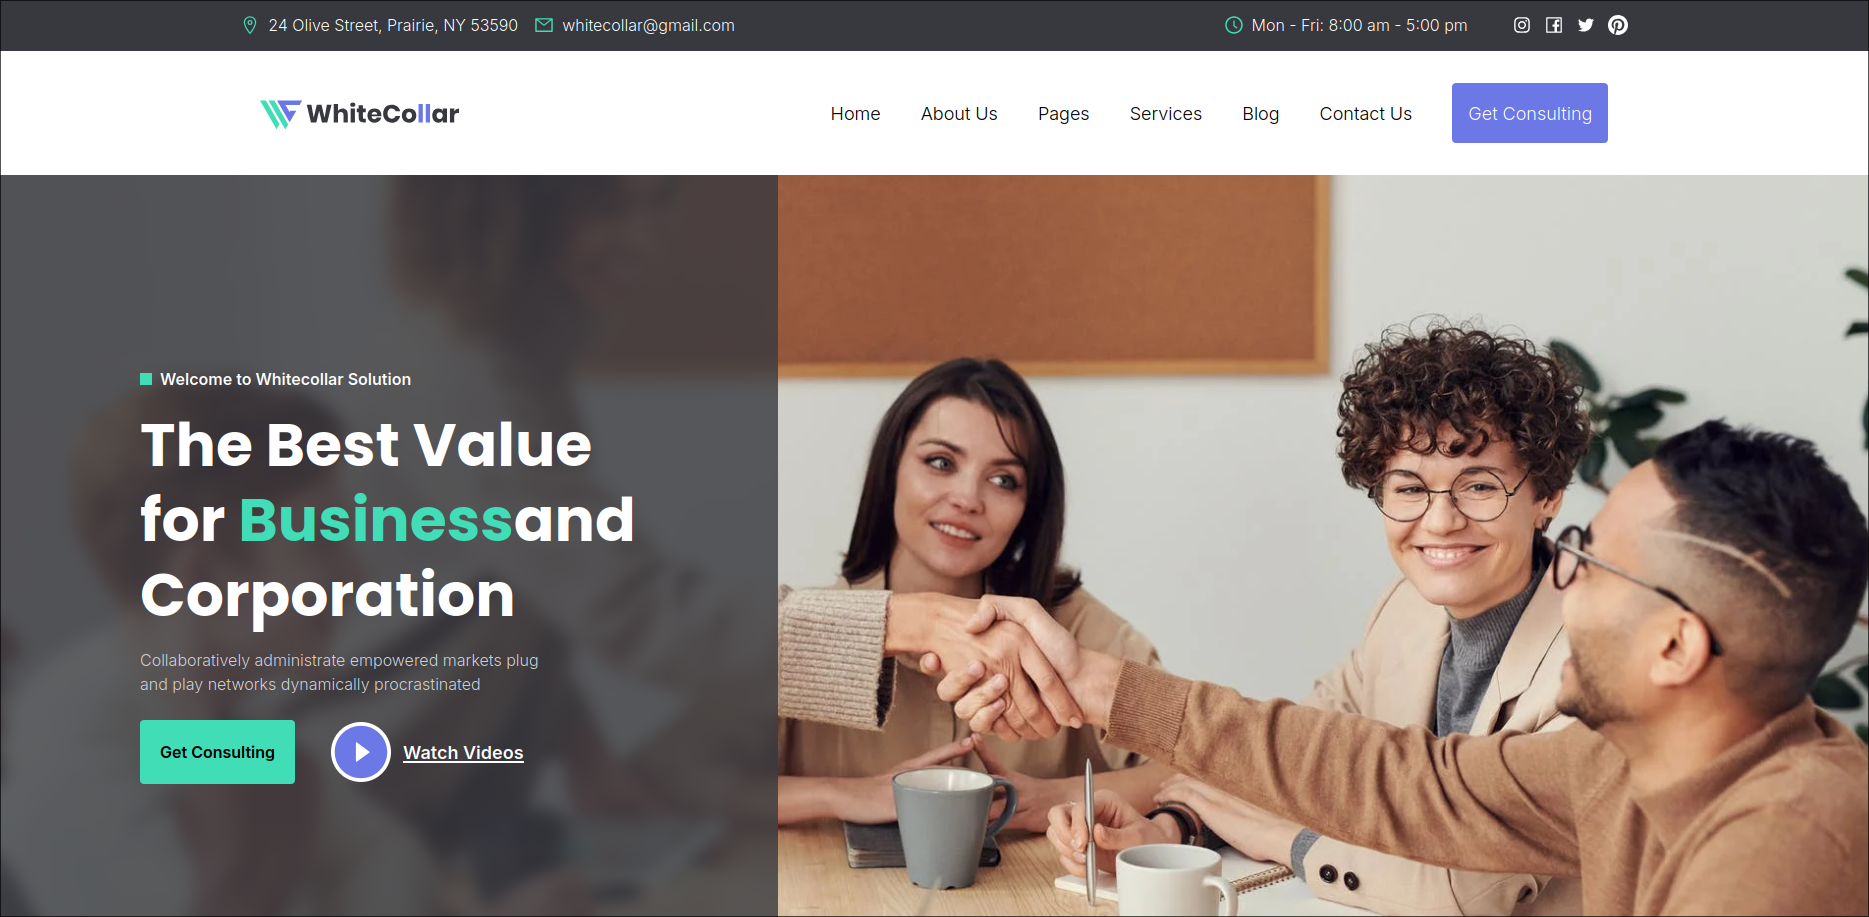 24 Olive Street, Prairie, NY 53590
whitecollar@gmail.com
Mon - Fri: 8:00 am - 5:00 pm
WhiteCollar
Home
About Us
Pages
Services
Blog
Contact Us
Get Consulting
Welcome to Whitecollar Solution
The Best Value
for Businessand
Corporation
Collaboratively administrate empowered markets plug
and play networks dynamically procrastinated
Get Consulting
Watch Videos